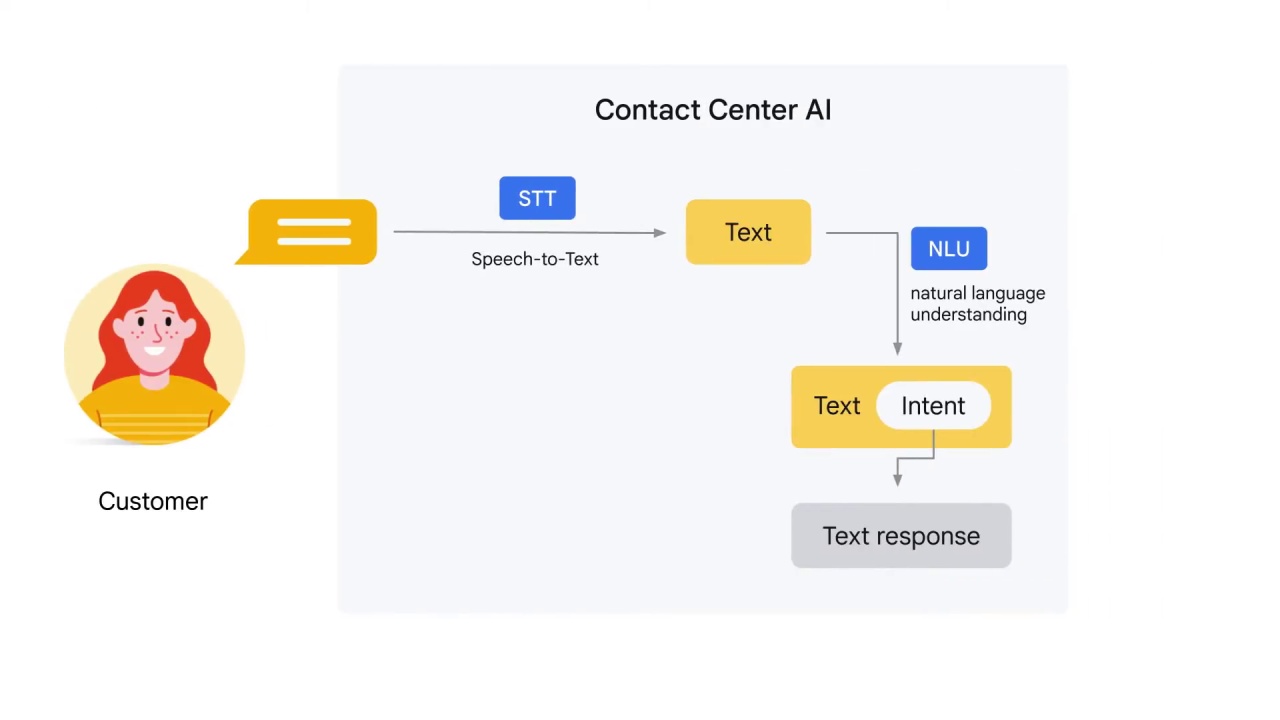 Contact Center AI
STT
Speech-to-Text
Text
NLU
natural language
understanding
Text
Intent
Text response
Customer